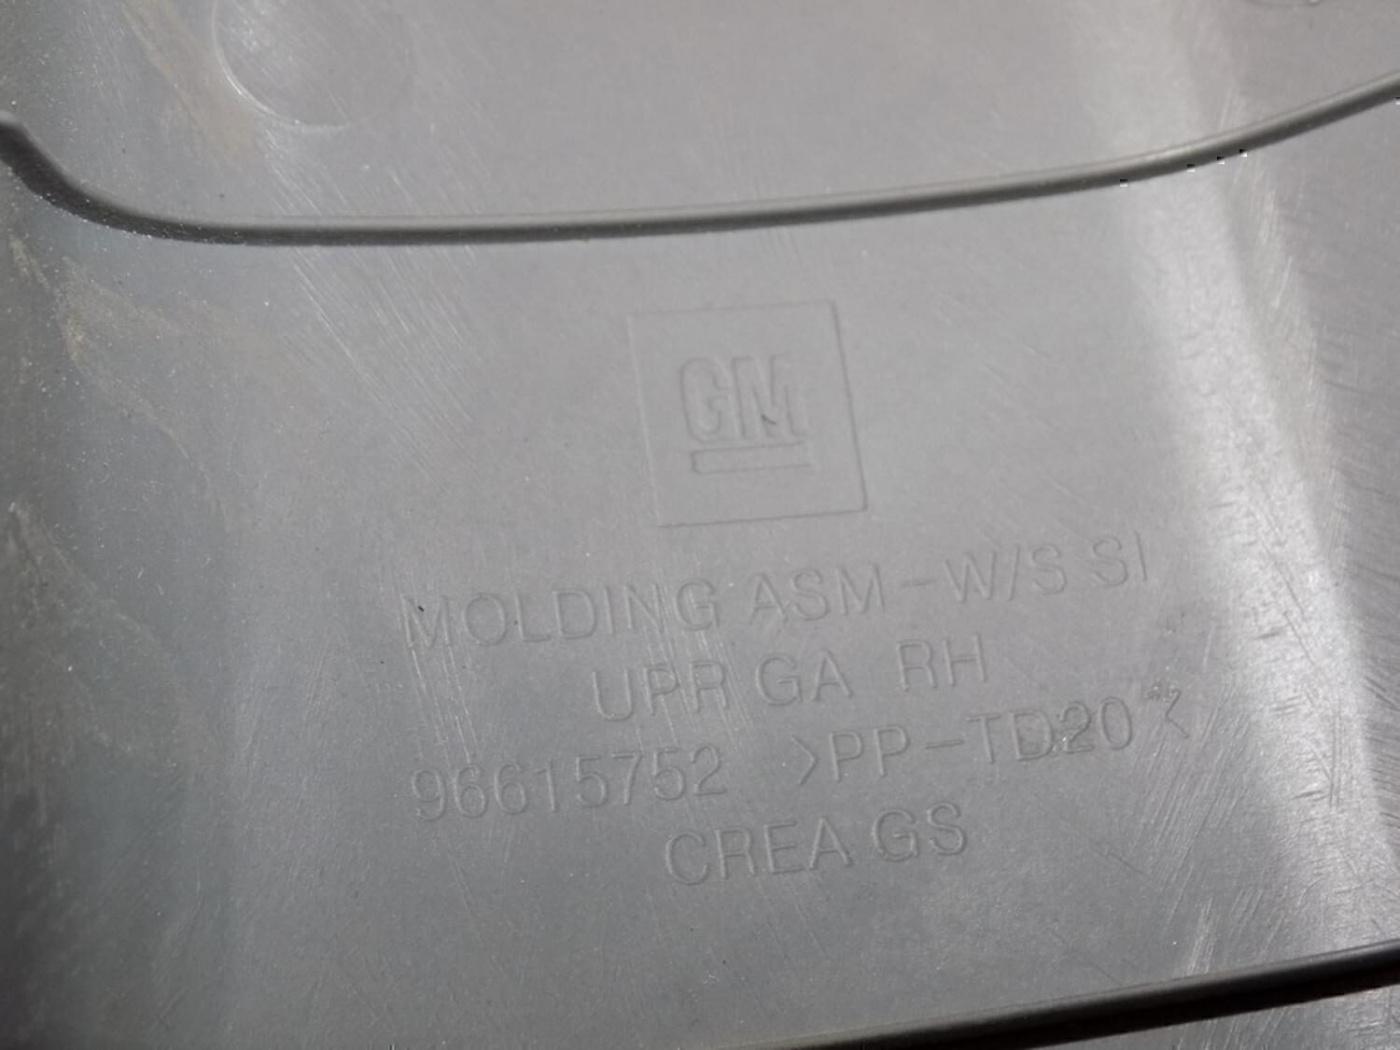 GM
MOLDING ASM-W/S SI
UPR GA RH
96615752 >PP-TD20<
CREA GS